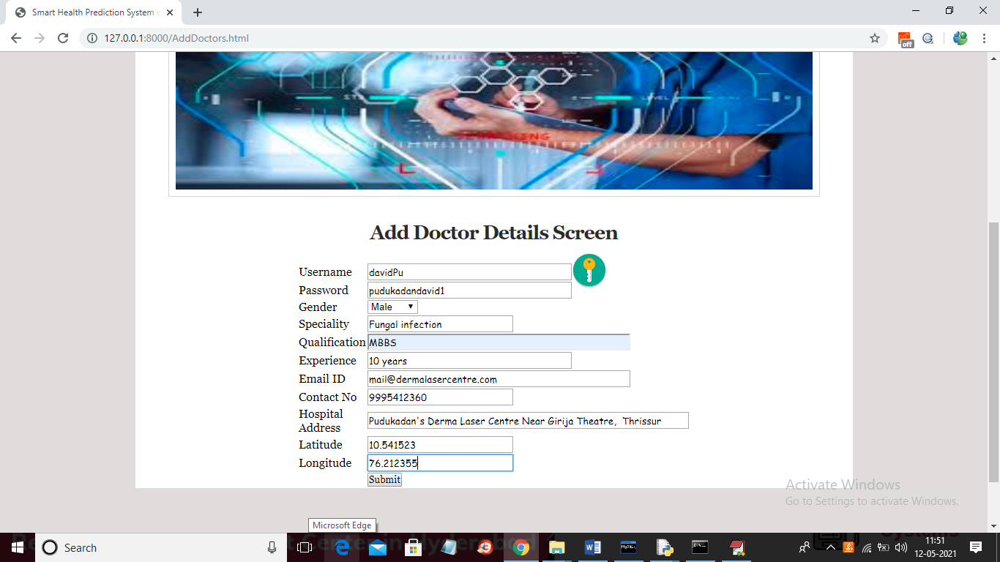 Smart Health Prediction System
127.0.0.1:8000/AddDoctors.html
off
LEVEL
Add Doctor Details Screen
Username davidPu
Password pudukadandavid1
Gender Male
Speciality Fungal infection
Qualification MBBS
Experience 10 years
Email ID mail@dermalasercentre.com
Contact No 9995412360
Hospital Address Pudukadan's Derma Laser Centre Near Girija Theatre, Thrissur
Latitude 10.541523
Longitude 76.212355
Submit
Activate Windows
Go to Settings to activate Windows.
Microsoft Edge
Search
MySQL
11:51
12-05-2021